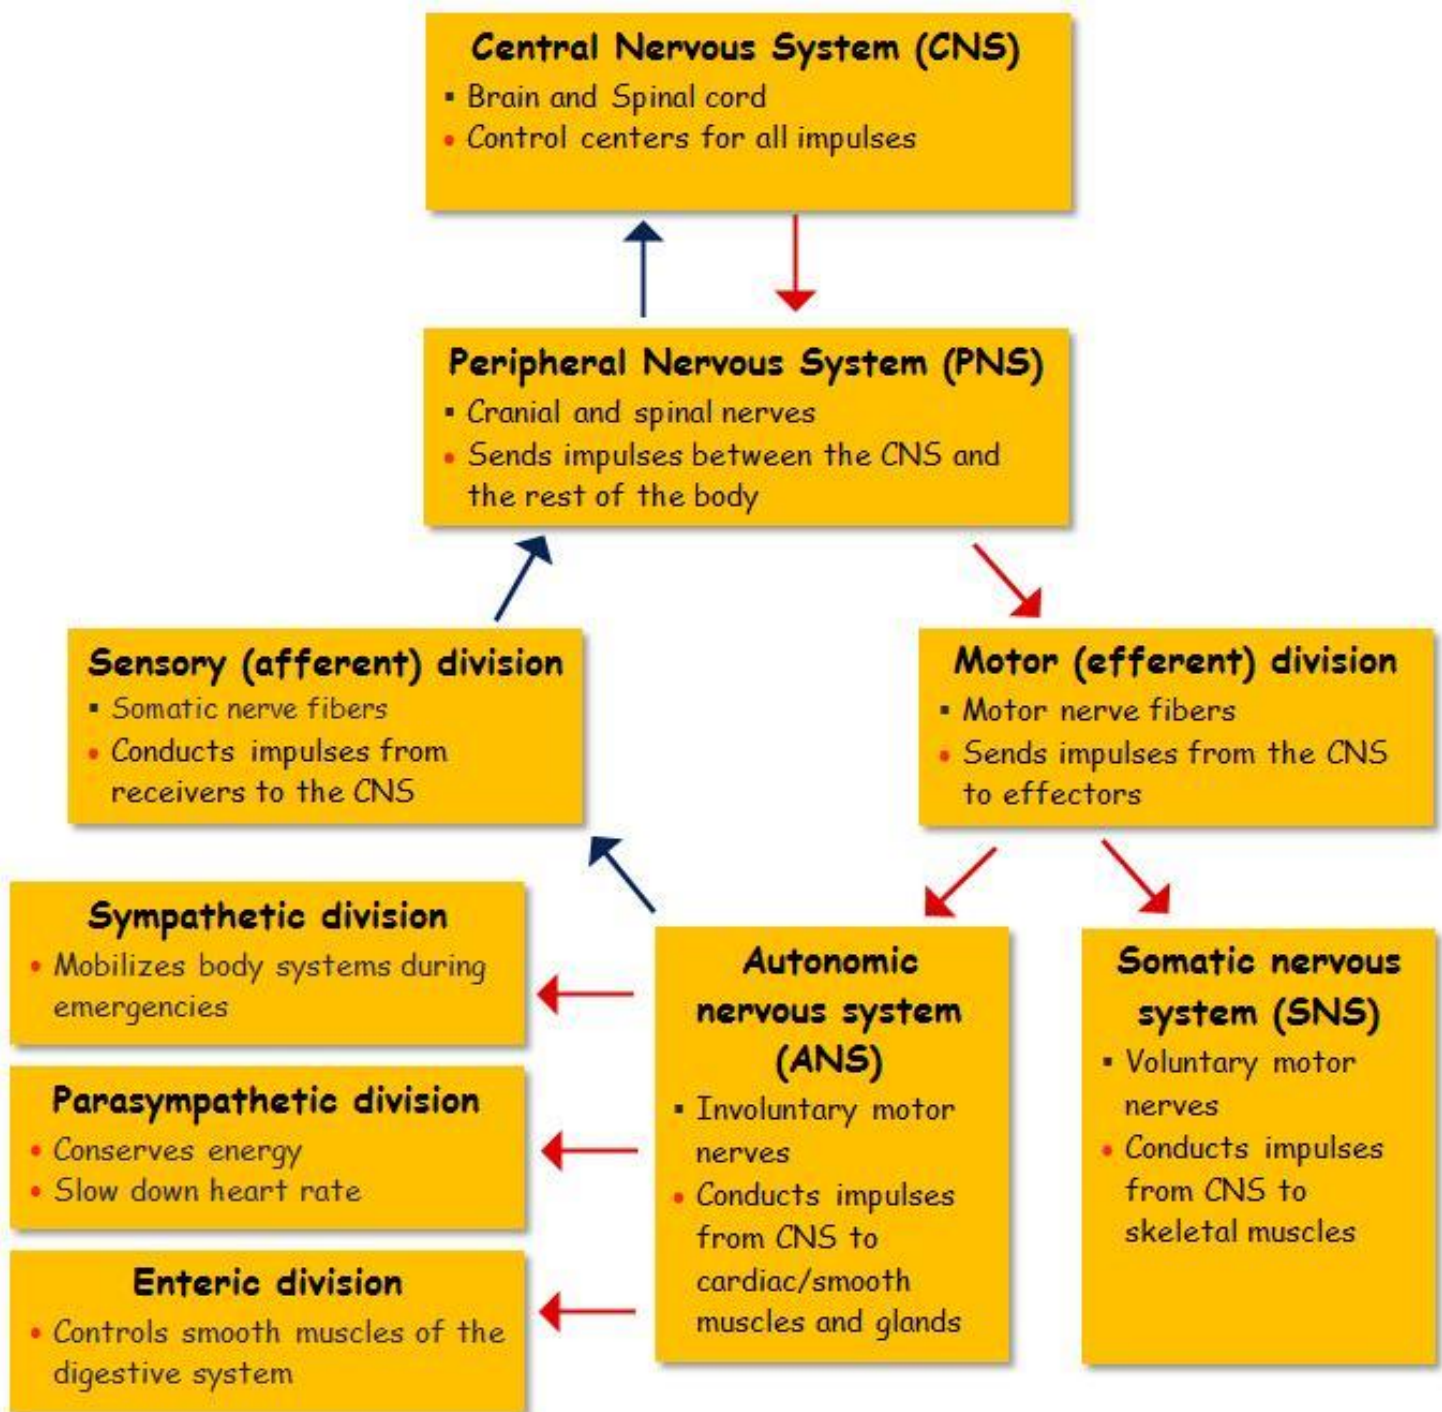 Central Nervous System (CNS)
▪ Brain and Spinal cord
• Control centers for all impulses
Peripheral Nervous System (PNS)
▪ Cranial and spinal nerves
• Sends impulses between the CNS and
the rest of the body
Sensory (afferent) division
▪ Somatic nerve fibers
• Conducts impulses from
receivers to the CNS
Motor (efferent) division
▪ Motor nerve fibers
• Sends impulses from the CNS
to effectors
Sympathetic division
• Mobilizes body systems during
emergencies
Parasympathetic division
• Conserves energy
• Slow down heart rate
Enteric division
• Controls smooth muscles of the
digestive system
Autonomic
nervous system
(ANS)
▪ Involuntary motor
nerves
• Conducts impulses
from CNS to
cardiac/smooth
muscles and glands
Somatic nervous
system (SNS)
▪ Voluntary motor
nerves
• Conducts impulses
from CNS to
skeletal muscles